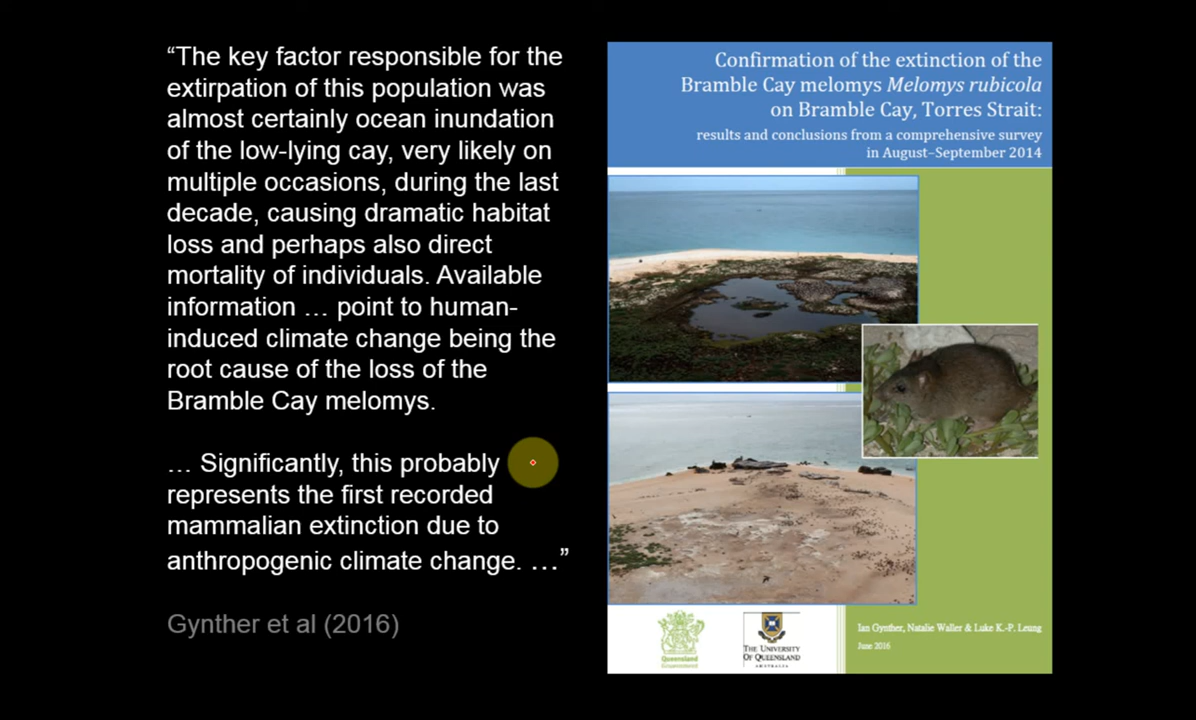 “The key factor responsible for the
extirpation of this population was
almost certainly ocean inundation
of the low-lying cay, very likely on
multiple occasions, during the last
decade, causing dramatic habitat
loss and perhaps also direct
mortality of individuals. Available
information … point to human-
induced climate change being the
root cause of the loss of the
Bramble Cay melomys.
… Significantly, this probably
represents the first recorded
mammalian extinction due to
anthropogenic climate change. …”
Gynther et al (2016)
Confirmation of the extinction of the
Bramble Cay melomys Melomys rubicola
on Bramble Cay, Torres Strait:
results and conclusions from a comprehensive survey
in August–September 2014
Ian Gynther, Natalie Waller & Luke K.-P. Leung
June 2016
Queensland
Government
THE UNIVERSITY
OF QUEENSLAND
AUSTRALIA